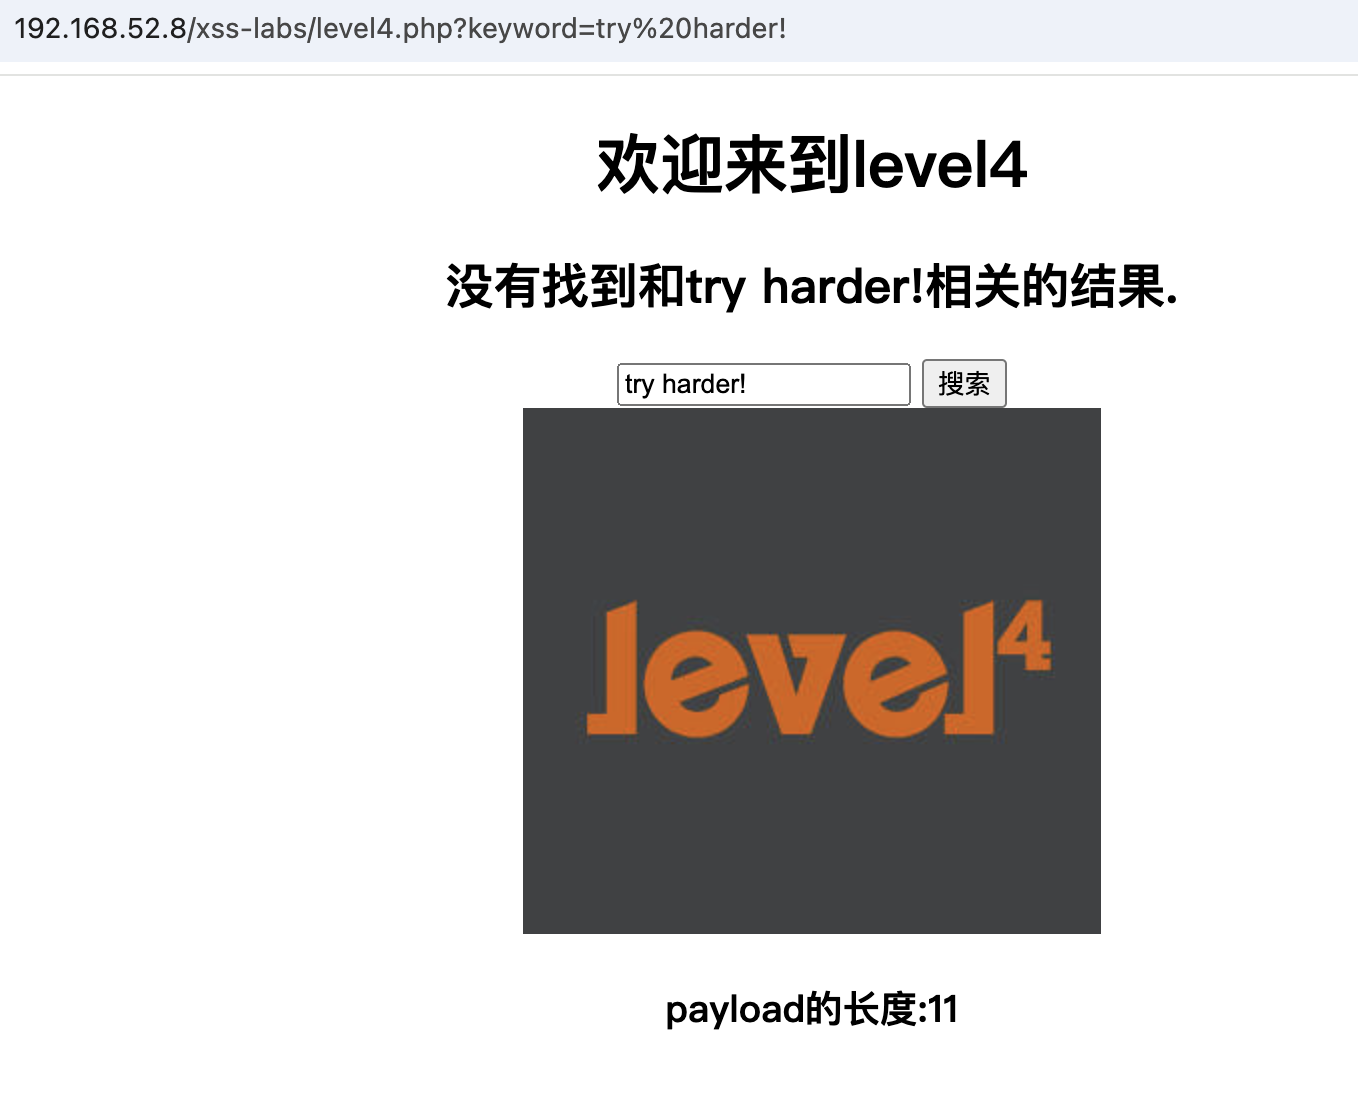 192.168.52.8/xss-labs/level4.php?keyword=try%20harder!
欢迎来到level4
没有找到和try harder!相关的结果.
try harder! 搜索
level4
payload的长度:11